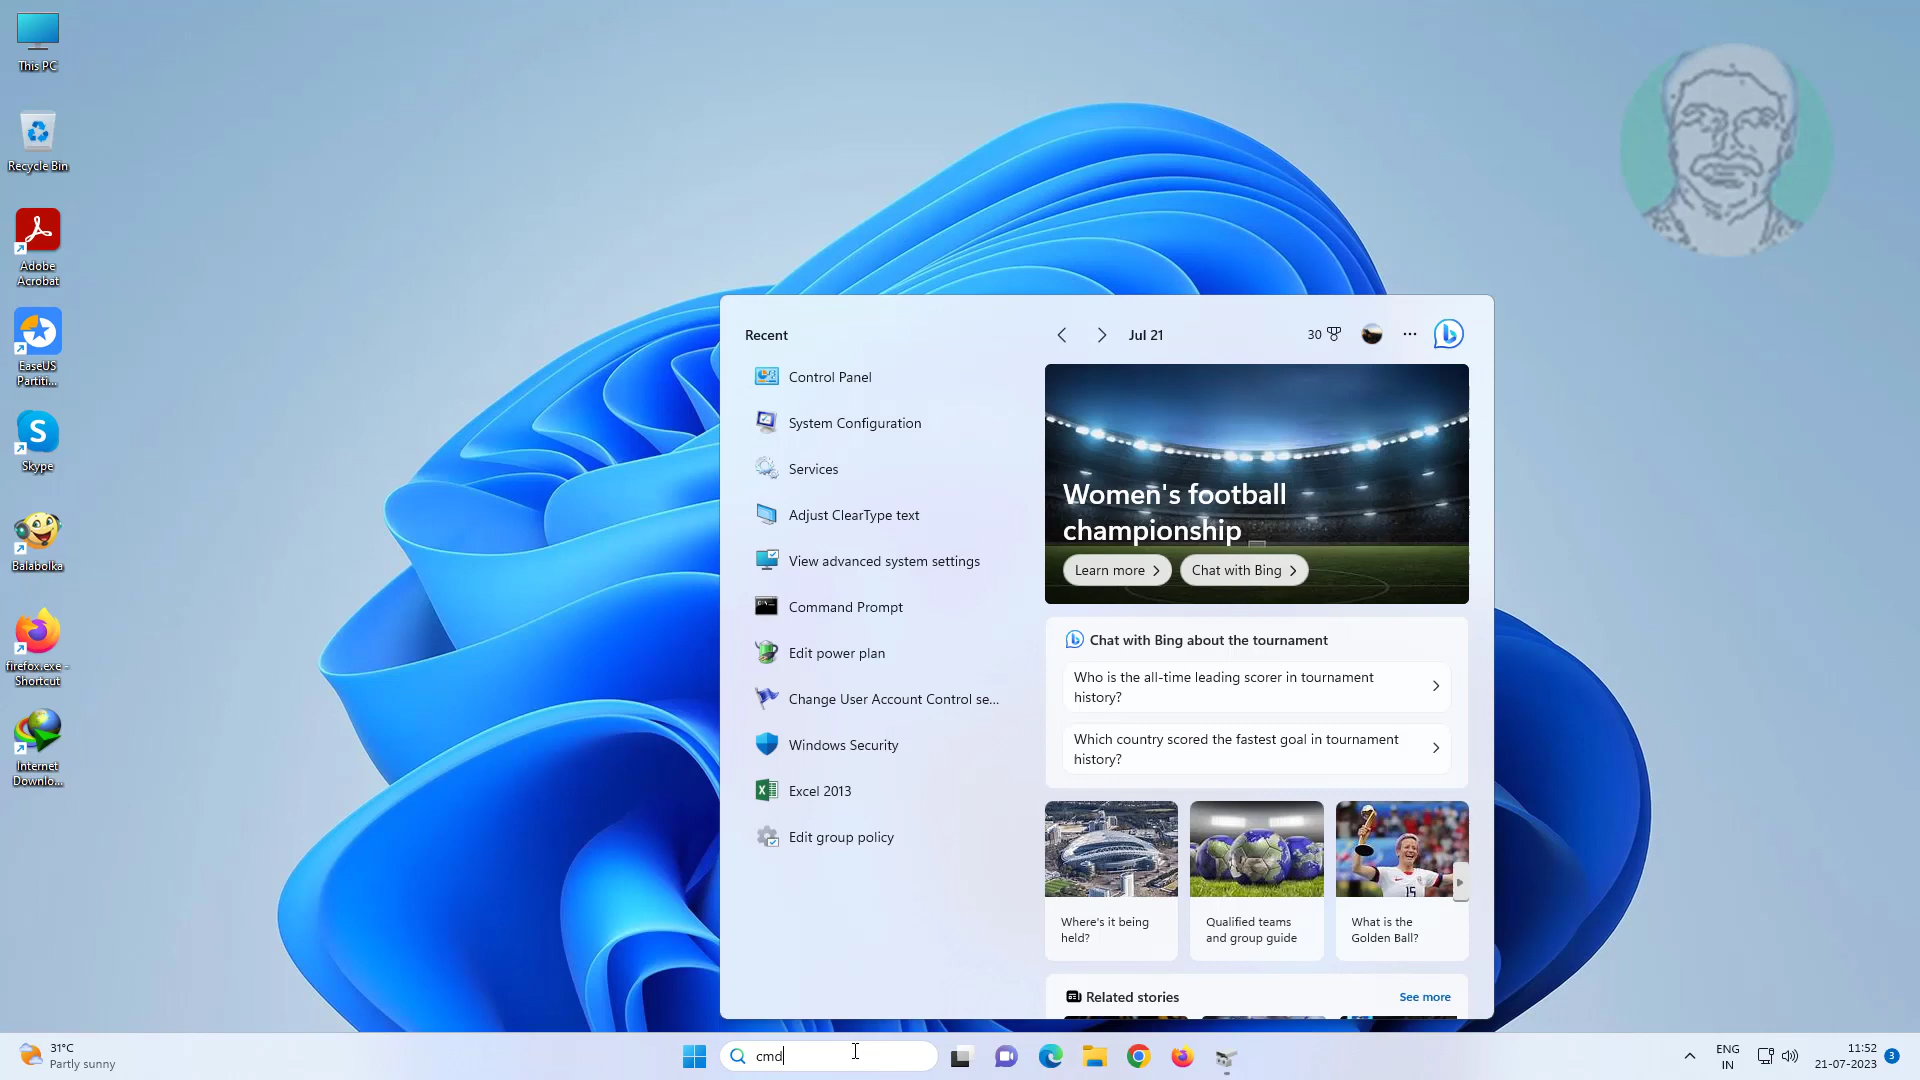 This PC
Recycle Bin
Adobe
Acrobat
EaseUS
Partiti...
Skype
Balabolka
firefox.exe -
Shortcut
Internet
Downlo...
Recent
Control Panel
System Configuration
Services
Adjust ClearType text
View advanced system settings
Command Prompt
Edit power plan
Change User Account Control se...
Windows Security
Excel 2013
Edit group policy
Jul 21
30
Women's football
championship
Learn more
Chat with Bing
Chat with Bing about the tournament
Who is the all-time leading scorer in tournament
history?
Which country scored the fastest goal in tournament
history?
Where's it being
held?
Qualified teams
and group guide
What is the
Golden Ball?
Related stories
See more
31°C
Partly sunny
cmd
ENG
IN
11:52
21-07-2023
3